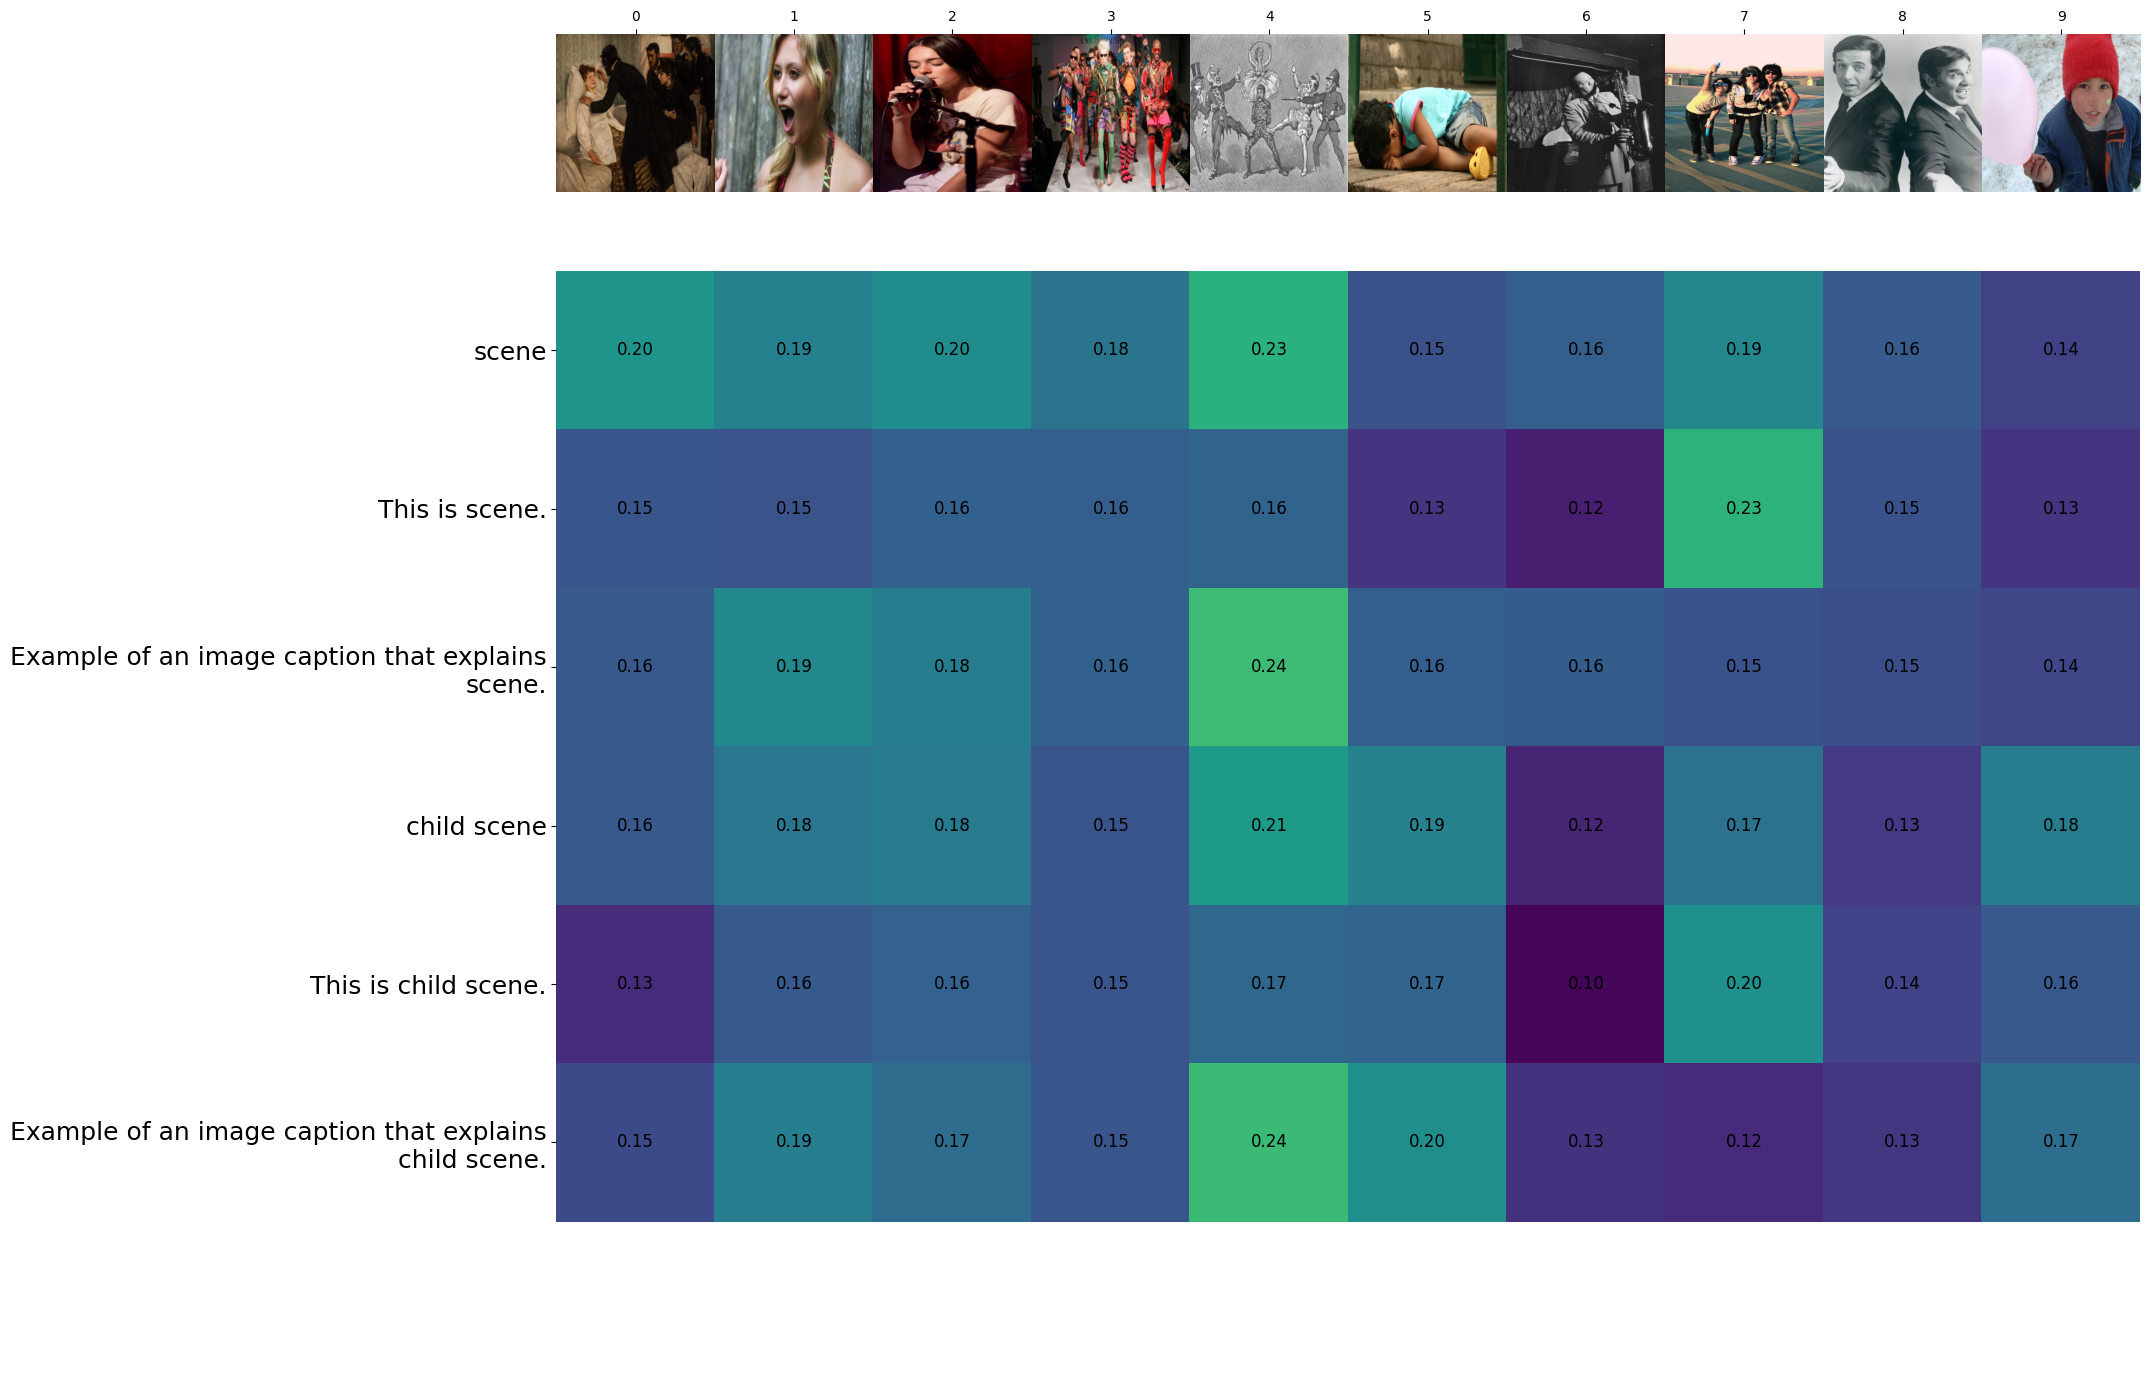 0 1 2 3 4 5 6 7 8 9
scene 0.20 0.19 0.20 0.18 0.23 0.15 0.16 0.19 0.16 0.14
This is scene. 0.15 0.15 0.16 0.16 0.16 0.13 0.12 0.23 0.15 0.13
Example of an image caption that explains
scene. 0.16 0.19 0.18 0.16 0.24 0.16 0.16 0.15 0.15 0.14
child scene 0.16 0.18 0.18 0.15 0.21 0.19 0.12 0.17 0.13 0.18
This is child scene. 0.13 0.16 0.16 0.15 0.17 0.17 0.10 0.20 0.14 0.16
Example of an image caption that explains
child scene. 0.15 0.19 0.17 0.15 0.24 0.20 0.13 0.12 0.13 0.17